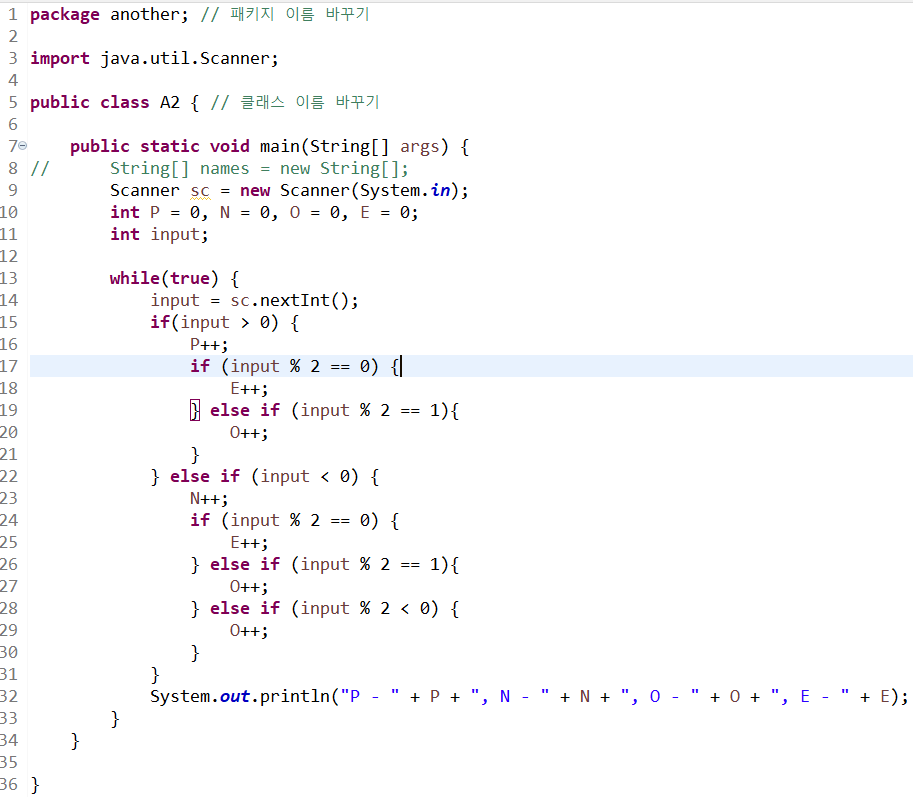 1 package another; // 패키지 이름 바꾸기
2
3 import java.util.Scanner;
4
5 public class A2 { // 클래스 이름 바꾸기
6
7 public static void main(String[] args) {
8 // String[] names = new String[];
9 Scanner sc = new Scanner(System.in);
10 int P = 0, N = 0, O = 0, E = 0;
11 int input;
12
13 while(true) {
14 input = sc.nextInt();
15 if(input > 0) {
16 P++;
17 if (input % 2 == 0) {
18 E++;
19 } else if (input % 2 == 1){
20 O++;
21 }
22 } else if (input < 0) {
23 N++;
24 if (input % 2 == 0) {
25 E++;
26 } else if (input % 2 == 1){
27 O++;
28 } else if (input % 2 < 0) {
29 O++;
30 }
31 }
32 System.out.println("P - " + P + ", N - " + N + ", O - " + O + ", E - " + E);
33 }
34 }
35
36 }